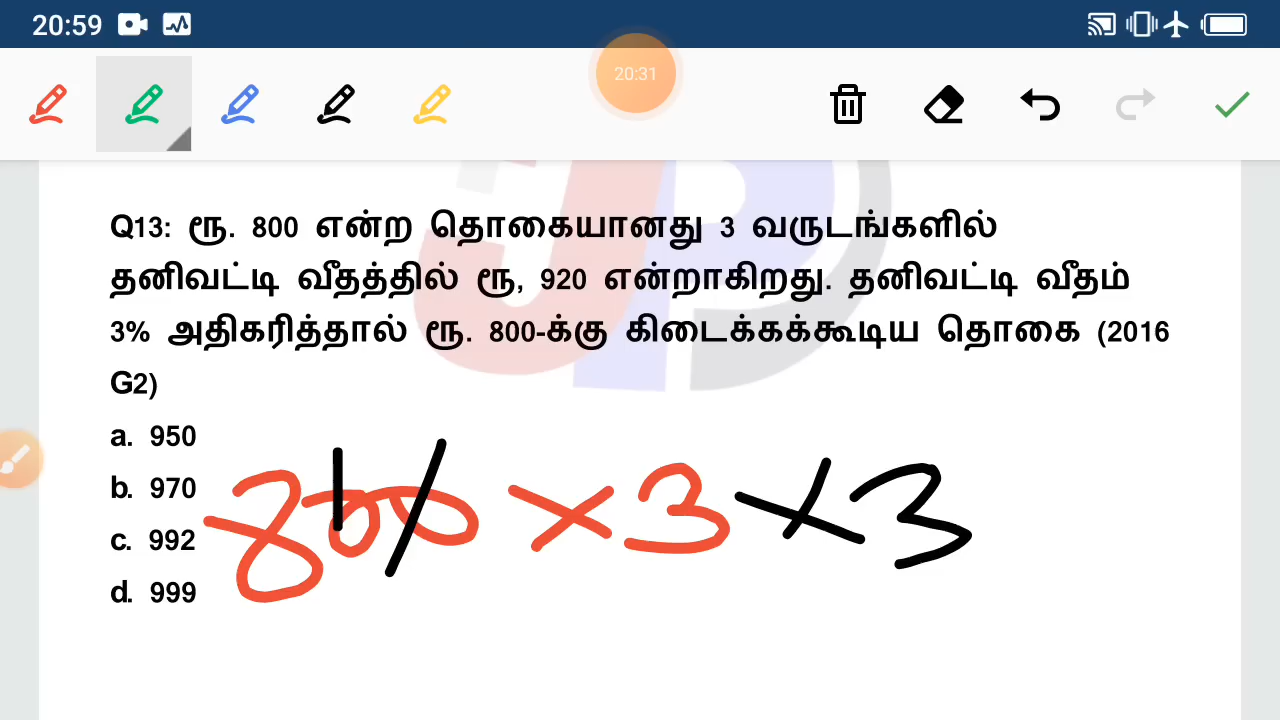 20:59
20:31
Q13: ரூ. 800 என்ற தொகையானது 3 வருடங்களில்
தனிவட்டி வீதத்தில் ரூ, 920 என்றாகிறது. தனிவட்டி வீதம்
3% அதிகரித்தால் ரூ. 800-க்கு கிடைக்கக்கூடிய தொகை (2016
G2)
a. 950
b. 970
c. 992
d. 999
800 × 3 × 3